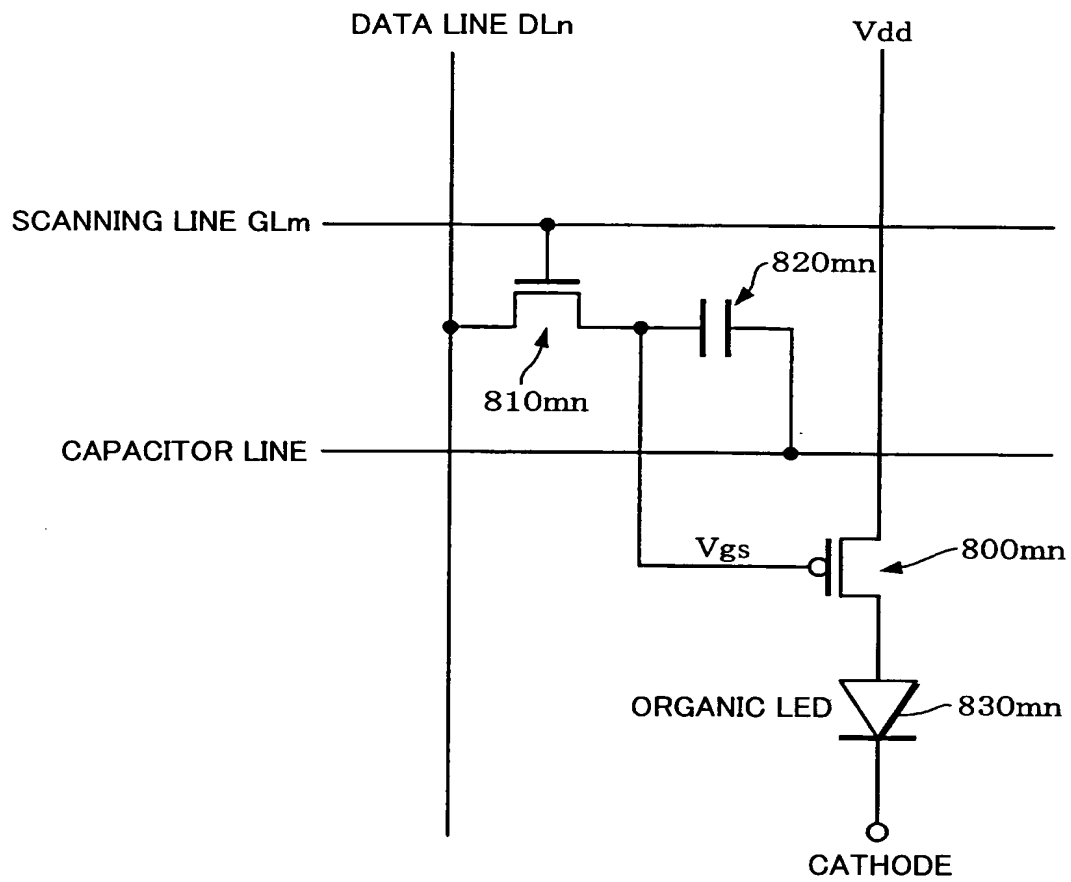 DATA LINE DLn
Vdd
SCANNING LINE GLm
820mn
810mn
CAPACITOR LINE
Vgs
800mn
ORGANIC LED
830mn
CATHODE